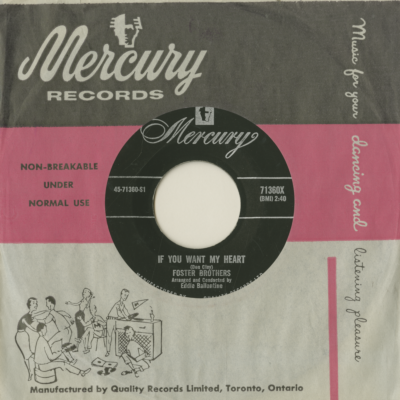 Mercury
RECORDS
Music for your dancing and listening pleasure
NON-BREAKABLE
UNDER
NORMAL USE
Mercury
45-71360-S1
71360X
(BMI) 2:40
IF YOU WANT MY HEART
FOSTER BROTHERS
Arranged and Conducted by
Eddie Ballantine
Manufactured by Quality Records Limited, Toronto, Ontario